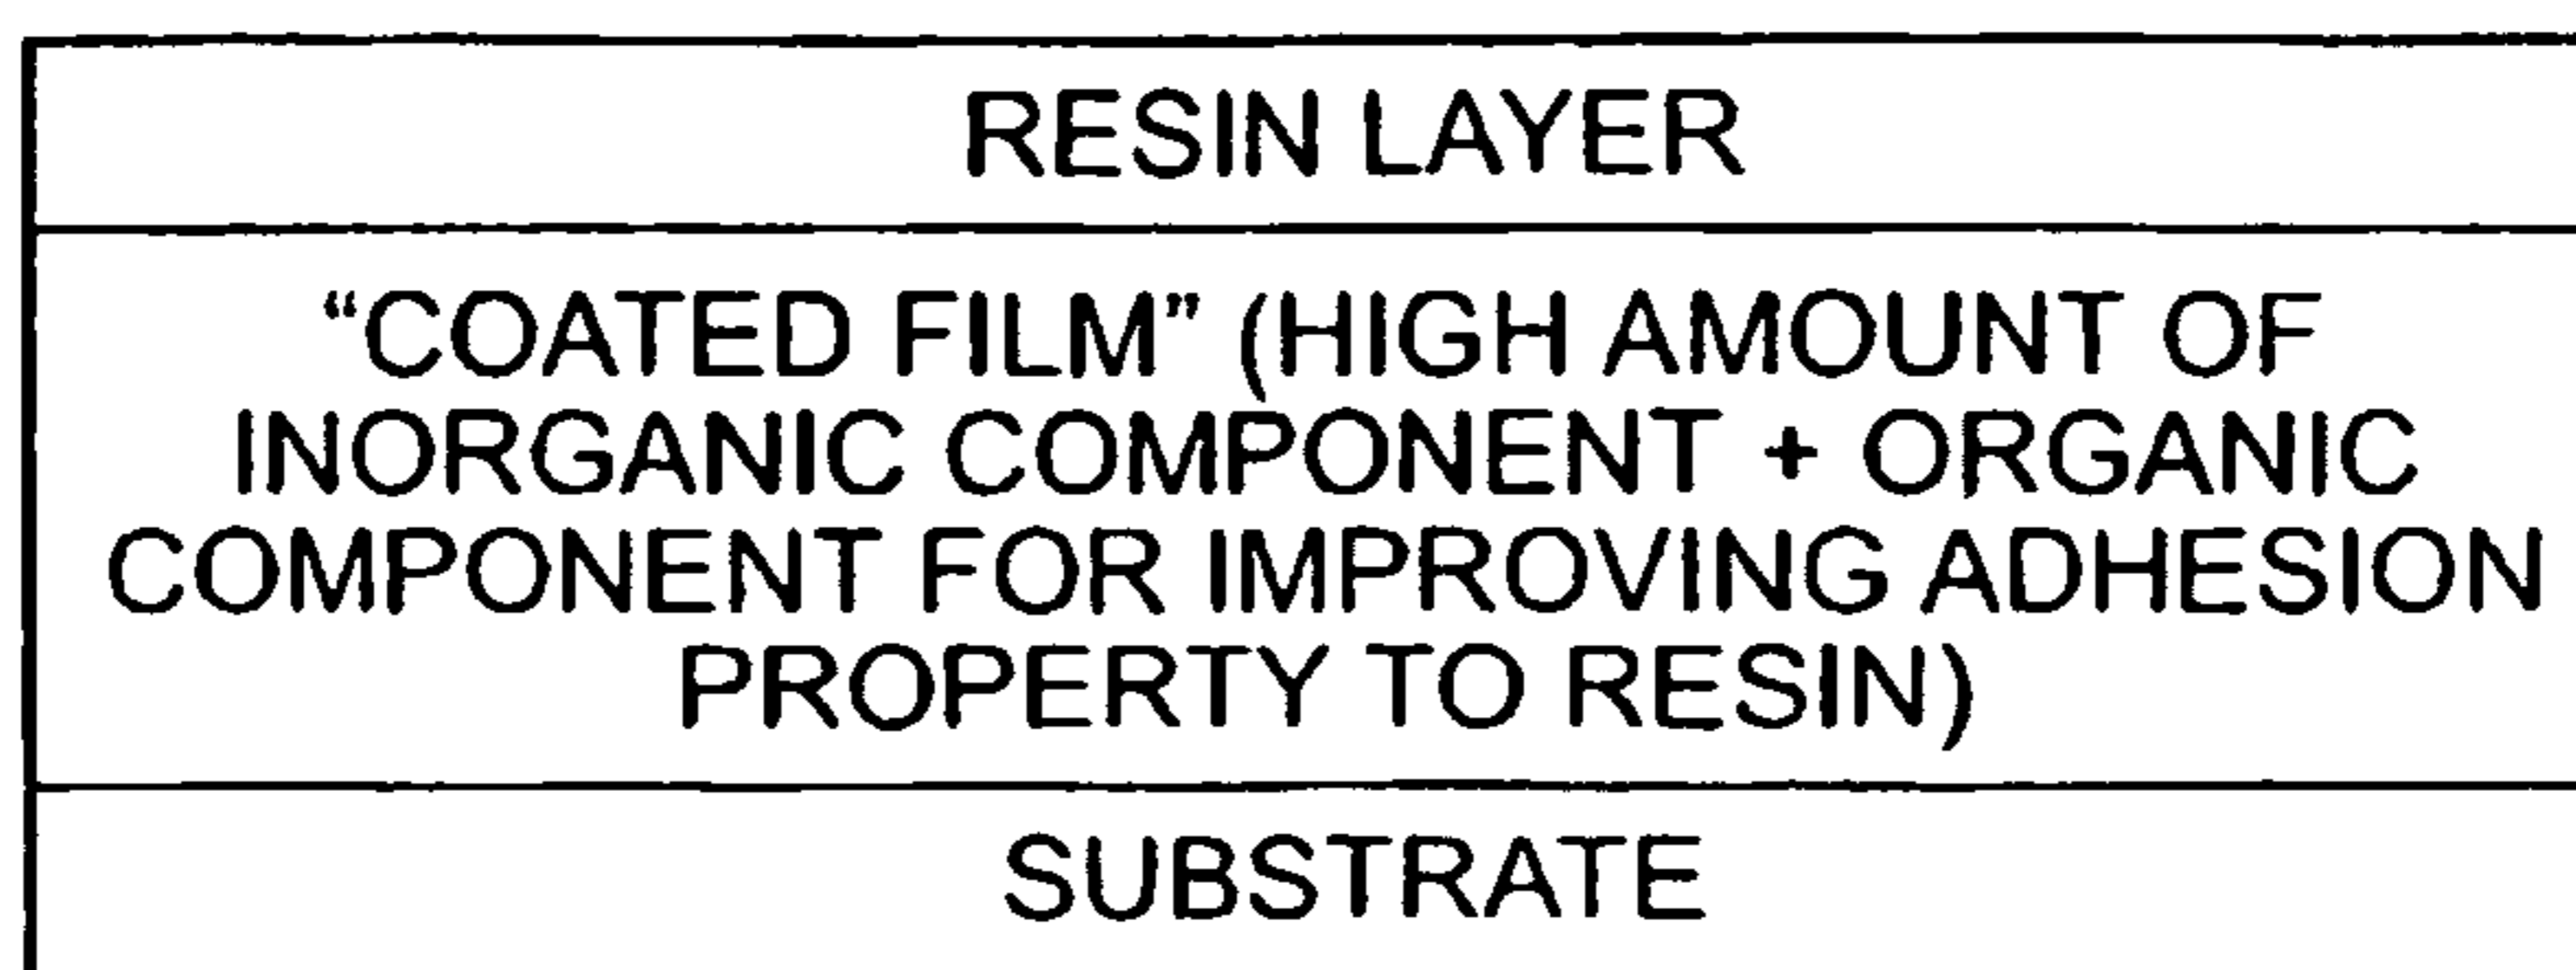 RESIN LAYER
“COATED FILM” (HIGH AMOUNT OF
INORGANIC COMPONENT + ORGANIC
COMPONENT FOR IMPROVING ADHESION
PROPERTY TO RESIN)
SUBSTRATE